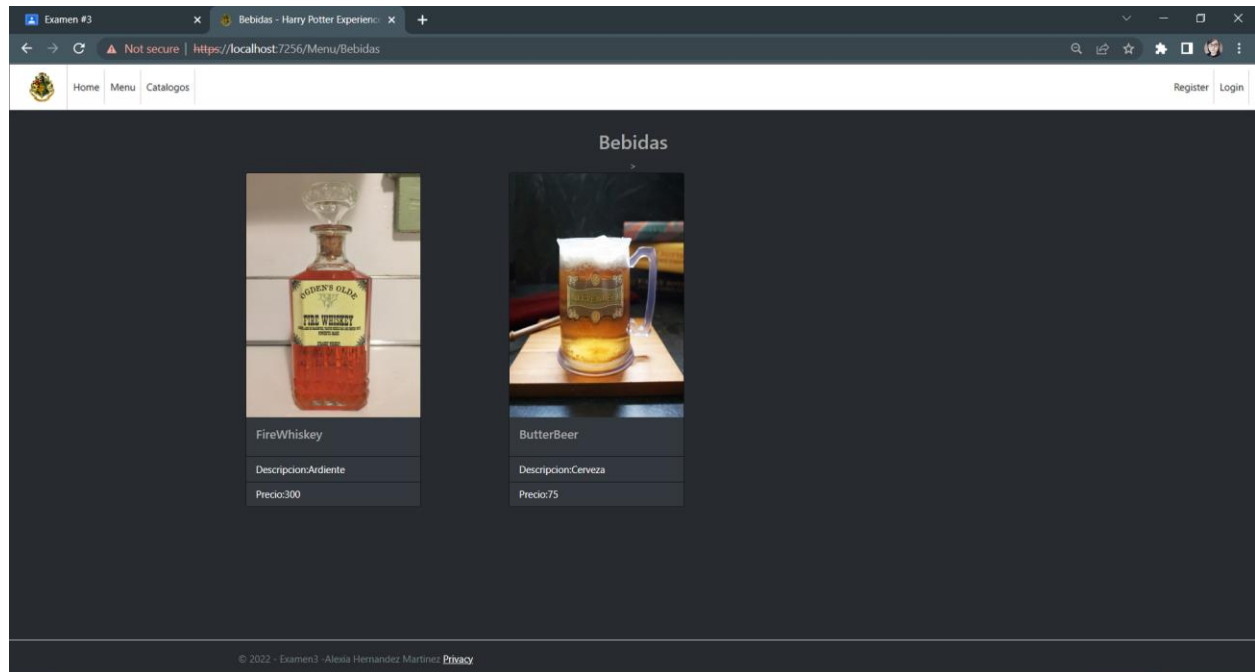 Examen #3
Bebidas - Harry Potter Experienc
Not secure | https://localhost:7256/Menu/Bebidas
Home Menu Catalogos Register Login
Bebidas
>
OGDEN'S OLDE
FIRE WHISKEY
FireWhiskey
Descripcion:Ardiente
Precio:300
ButterBeer
Descripcion:Cerveza
Precio:75
© 2022 - Examen3 -Alexia Hernandez Martinez Privacy